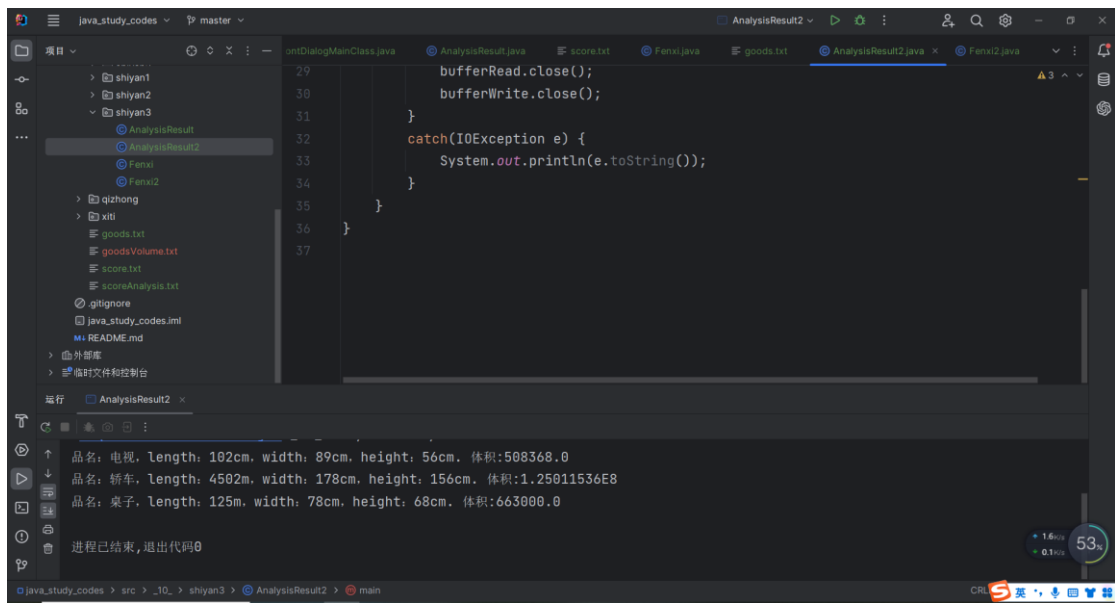 java_study_codes
master
AnalysisResult2
项目
ontDialogMainClass.java
AnalysisResult.java
score.txt
Fenxi.java
goods.txt
AnalysisResult2.java
Fenxi2.java
shiyan1
shiyan2
shiyan3
AnalysisResult
AnalysisResult2
Fenxi
Fenxi2
qizhong
xiti
goods.txt
goodsVolume.txt
score.txt
scoreAnalysis.txt
.gitignore
java_study_codes.iml
M↓ README.md
外部库
临时文件和控制台
29 bufferRead.close();
30 bufferWrite.close();
31 }
32 catch(IOException e) {
33 System.out.println(e.toString());
34 }
35 }
36 }
37
3
运行
AnalysisResult2
品名: 电视, length: 102cm, width: 89cm, height: 56cm. 体积:508368.0
品名: 轿车, length: 4502m, width: 178cm, height: 156cm. 体积:1.25011536E8
品名: 桌子, length: 125m, width: 78cm, height: 68cm. 体积:663000.0
进程已结束,退出代码0
1.6K/s
0.1K/s
53%
java_study_codes > src > _10_ > shiyan3 > AnalysisResult2 > main
CRL
英